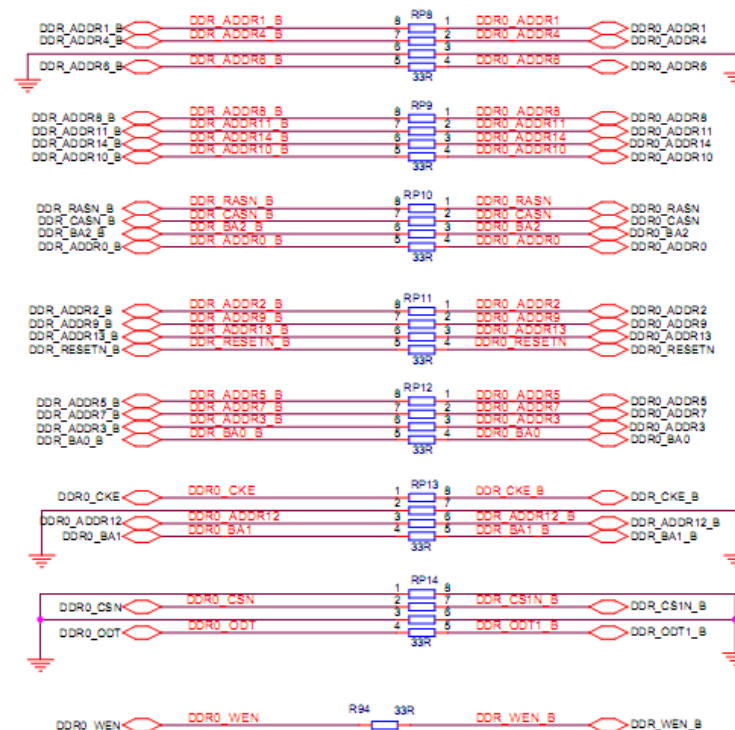 RP8
DDR_ADDR1_B DDR_ADDR1_B 8 1 DDR0_ADDR1 DDR0_ADDR1
DDR_ADDR4_B DDR_ADDR4_B 7 2 DDR0_ADDR4 DDR0_ADDR4
6 3
DDR_ADDR6_B DDR_ADDR6_B 5 4 DDR0_ADDR6 DDR0_ADDR6
33R
RP9
DDR_ADDR8_B DDR_ADDR8_B 8 1 DDR0_ADDR8 DDR0_ADDR8
DDR_ADDR11_B DDR_ADDR11_B 7 2 DDR0_ADDR11 DDR0_ADDR11
DDR_ADDR14_B DDR_ADDR14_B 6 3 DDR0_ADDR14 DDR0_ADDR14
DDR_ADDR10_B DDR_ADDR10_B 5 4 DDR0_ADDR10 DDR0_ADDR10
33R
RP10
DDR_RASN_B DDR_RASN_B 8 1 DDR0_RASN DDR0_RASN
DDR_CASN_B DDR_CASN_B 7 2 DDR0_CASN DDR0_CASN
DDR_BA2_B DDR_BA2_B 6 3 DDR0_BA2 DDR0_BA2
DDR_ADDR0_B DDR_ADDR0_B 5 4 DDR0_ADDR0 DDR0_ADDR0
33R
RP11
DDR_ADDR2_B DDR_ADDR2_B 8 1 DDR0_ADDR2 DDR0_ADDR2
DDR_ADDR9_B DDR_ADDR9_B 7 2 DDR0_ADDR9 DDR0_ADDR9
DDR_ADDR13_B DDR_ADDR13_B 6 3 DDR0_ADDR13 DDR0_ADDR13
DDR_RESETN_B DDR_RESETN_B 5 4 DDR0_RESETN DDR0_RESETN
33R
RP12
DDR_ADDR5_B DDR_ADDR5_B 8 1 DDR0_ADDR5 DDR0_ADDR5
DDR_ADDR7_B DDR_ADDR7_B 7 2 DDR0_ADDR7 DDR0_ADDR7
DDR_ADDR3_B DDR_ADDR3_B 6 3 DDR0_ADDR3 DDR0_ADDR3
DDR_BA0_B DDR_BA0_B 5 4 DDR0_BA0 DDR0_BA0
33R
RP13
DDR0_CKE DDR0_CKE 1 8 DDR_CKE_B DDR_CKE_B
2 7
DDR0_ADDR12 DDR0_ADDR12 3 6 DDR_ADDR12_B DDR_ADDR12_B
DDR0_BA1 DDR0_BA1 4 5 DDR_BA1_B DDR_BA1_B
33R
RP14
1 8
DDR0_CSN DDR0_CSN 2 7 DDR_CS1N_B DDR_CS1N_B
3 6
DDR0_ODT DDR0_ODT 4 5 DDR_ODT1_B DDR_ODT1_B
33R
R94 33R
DDR0_WEN DDR0_WEN DDR_WEN_B DDR_WEN_B